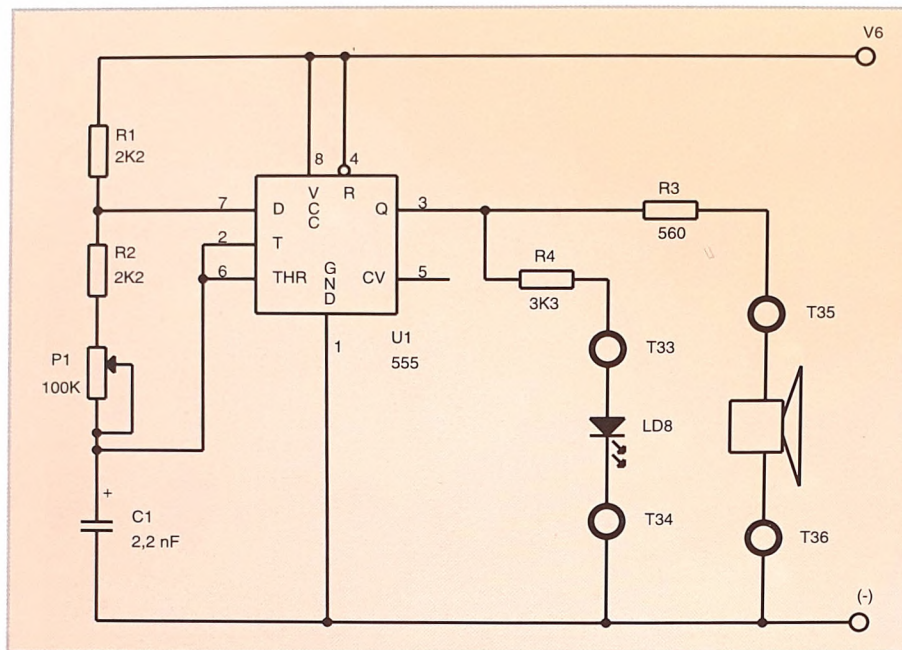 V6
R1
2K2
8
4
V
C
C
R
R3
7
D
Q
3
560
R2
2K2
2
T
R4
6
THR
G
N
D
CV
5
3K3
T35
P1
100K
1
U1
555
T33
LD8
+
C1
2,2 nF
T34
T36
(-)